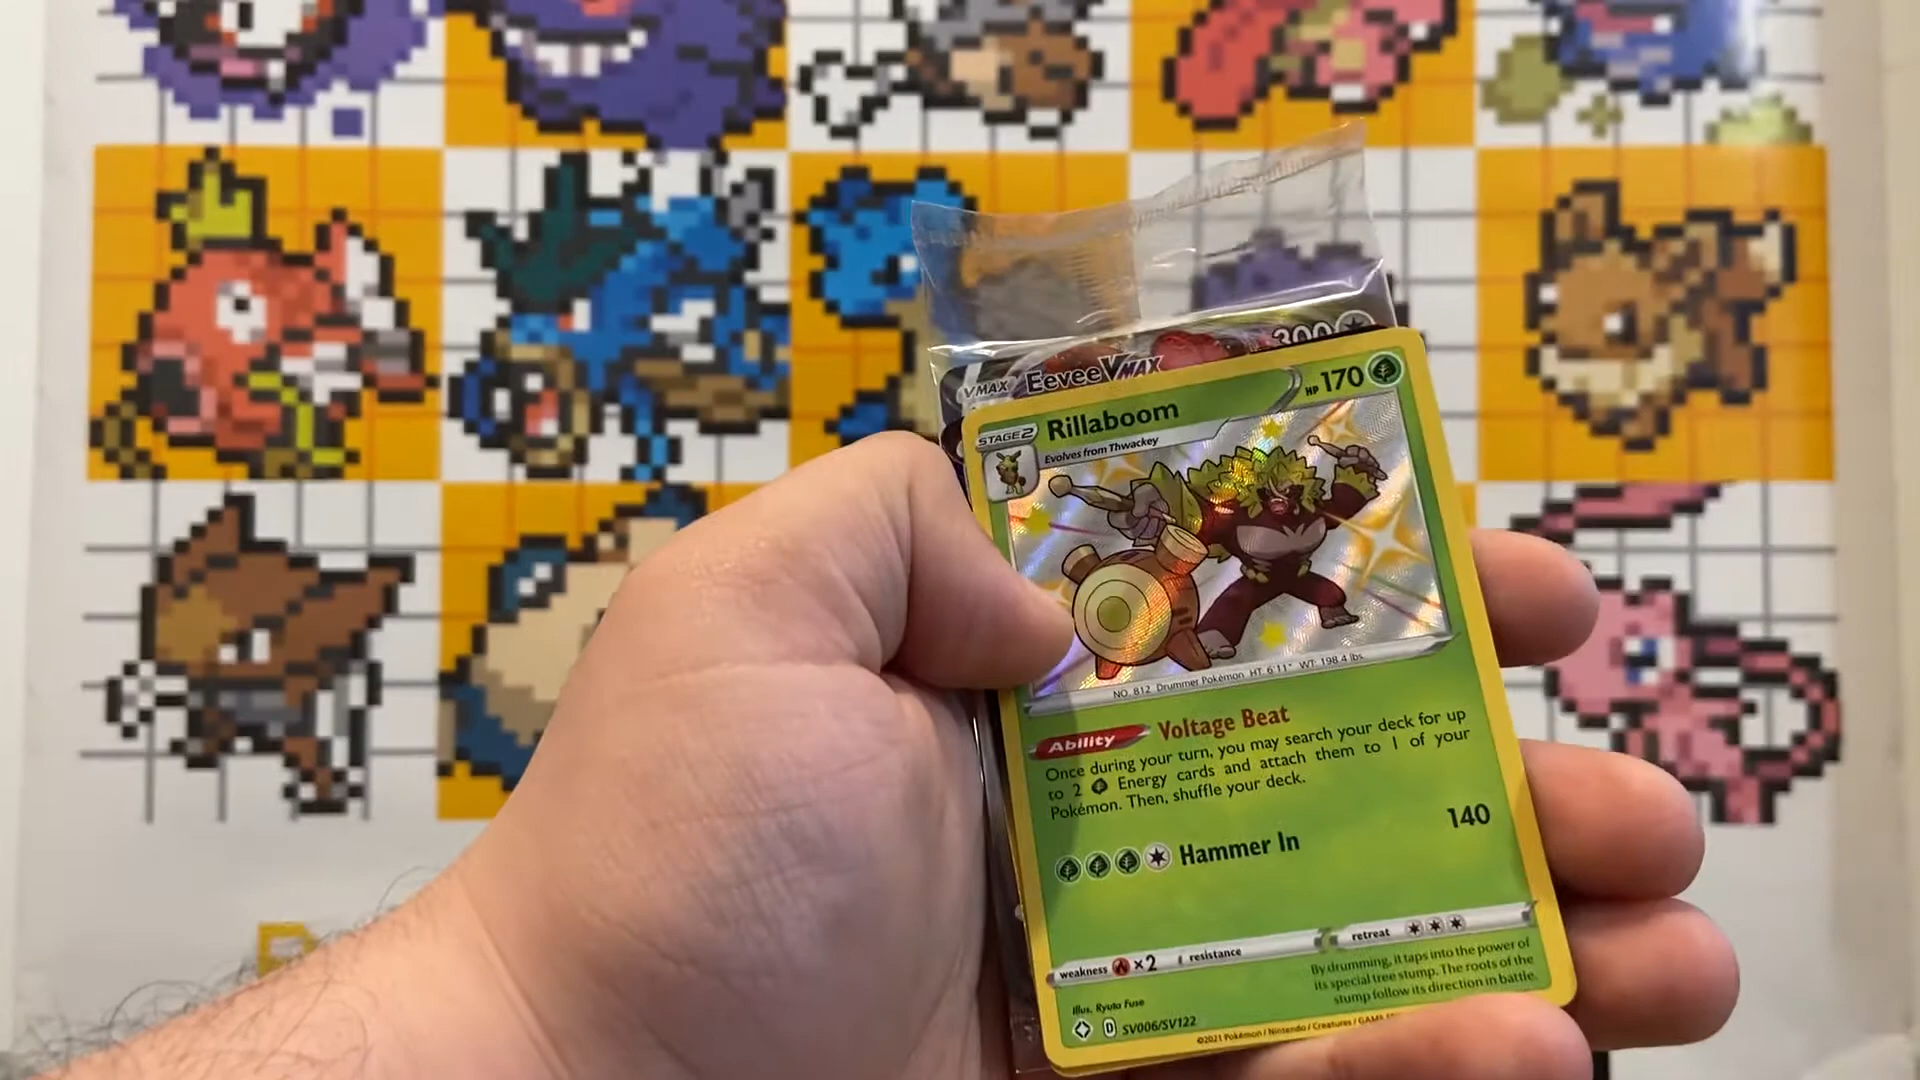 300
VMAX EeveeVMAX
STAGE2 Rillaboom HP 170
Evolves from Thwackey
NO. 812 Drummer Pokémon HT: 6'11" WT: 198.4 lbs.
Ability Voltage Beat
Once during your turn, you may search your deck for up
to 2 Energy cards and attach them to 1 of your
Pokémon. Then, shuffle your deck.
Hammer In 140
weakness ×2 resistance retreat
By drumming, it taps into the power of
its special tree stump. The roots of the
stump follow its direction in battle.
Illus. Ryuta Fuse
D SV006/SV122
©2021 Pokémon / Nintendo / Creatures / GAME